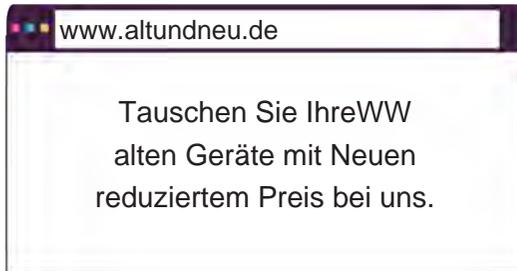 www.altundneu.de
Tauschen Sie IhreWW
alten Geräte mit Neuen
reduziertem Preis bei uns.